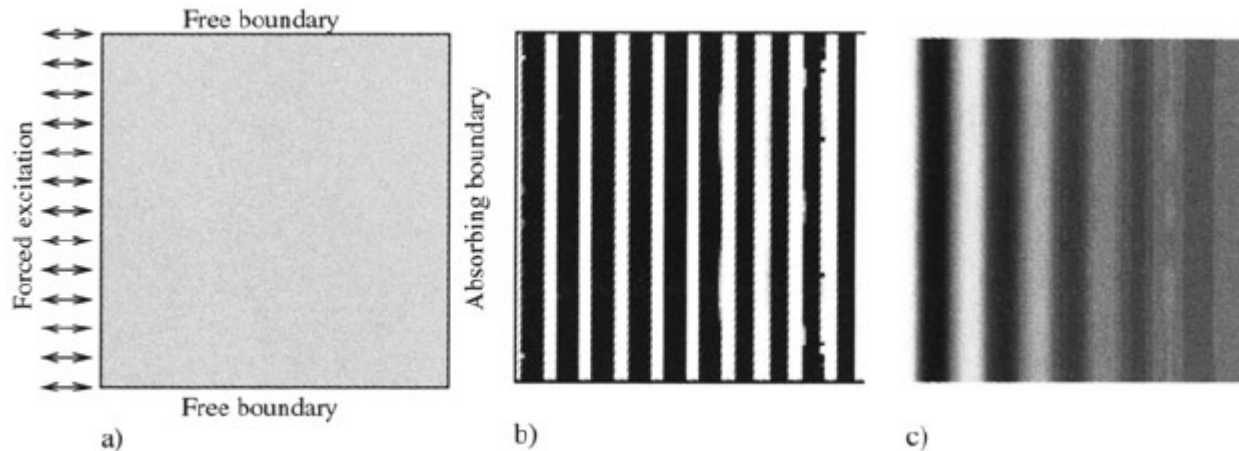 Free boundary
Forced excitation
Absorbing boundary
Free boundary
a)
b)
c)